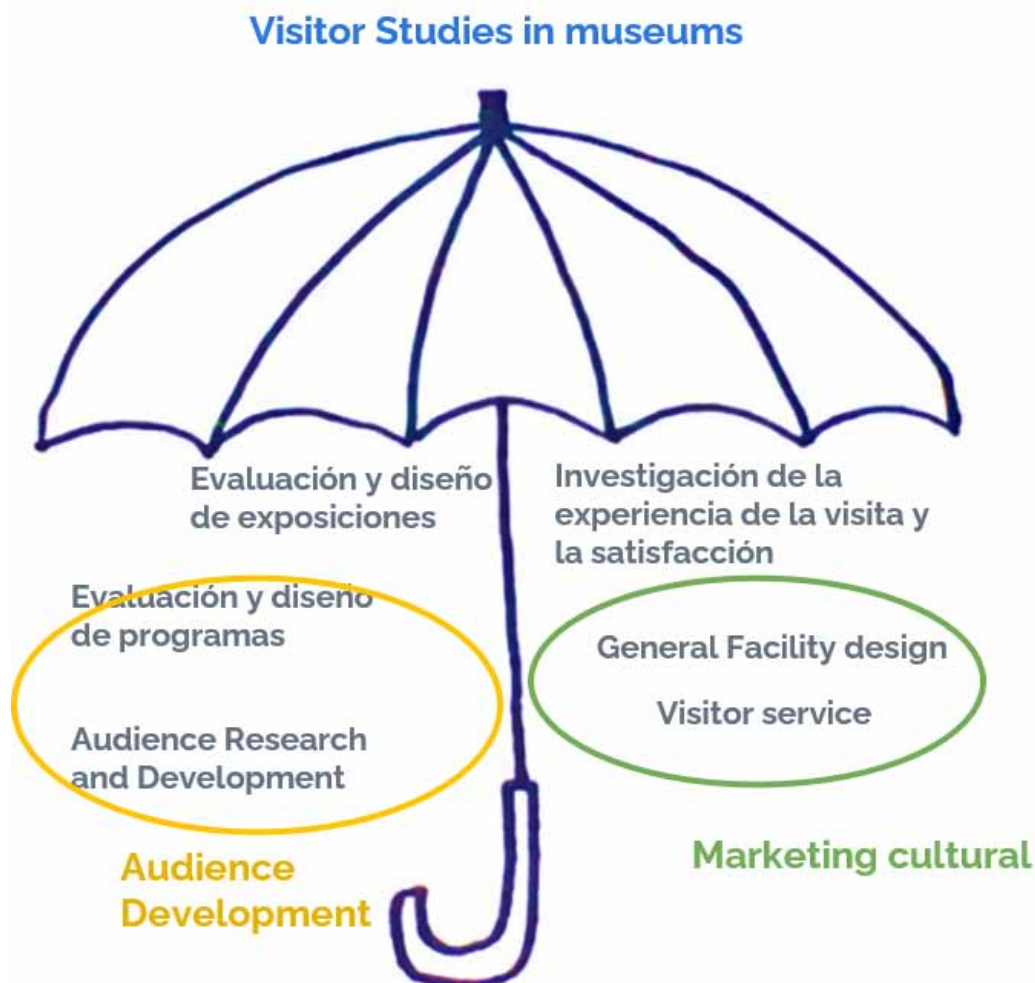 Visitor Studies in museums
Evaluación y diseño
de exposiciones
Investigación de la
experiencia de la visita y
la satisfacción
Evaluación y diseño
de programas
General Facility design
Visitor service
Audience Research
and Development
Audience
Development
Marketing cultural